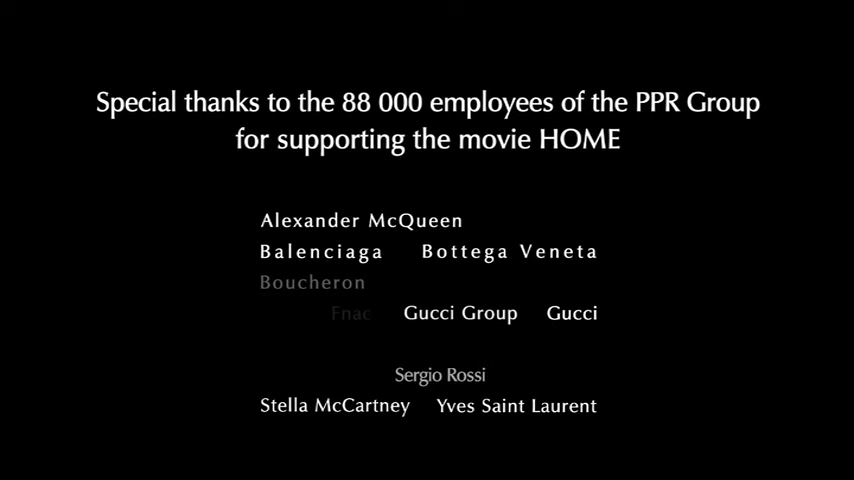 Special thanks to the 88 000 employees of the PPR Group
for supporting the movie HOME
Alexander McQueen
Balenciaga Bottega Veneta
Boucheron
Fnac Gucci Group Gucci
Sergio Rossi
Stella McCartney Yves Saint Laurent